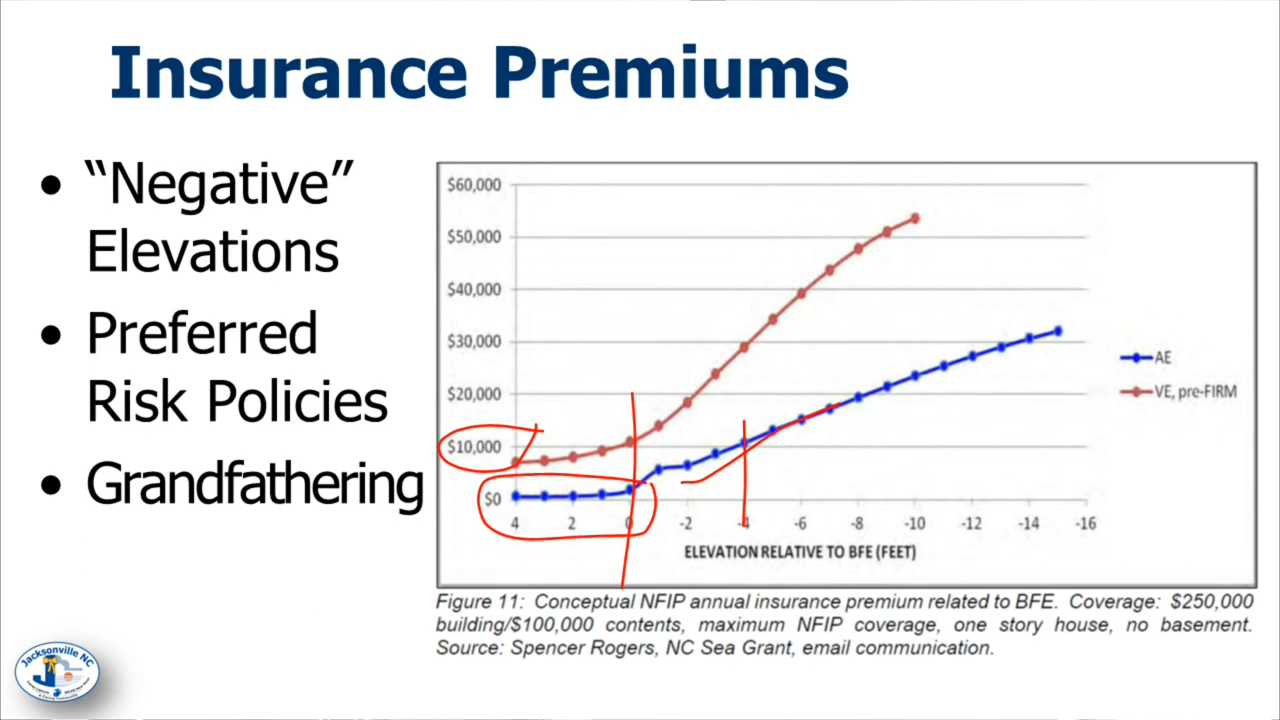 Insurance Premiums
• “Negative”
Elevations
• Preferred
Risk Policies
• Grandfathering
$60,000
$50,000
$40,000
$30,000
$20,000
$10,000
$0
4 2 0 -2 -4 -6 -8 -10 -12 -14 -16
ELEVATION RELATIVE TO BFE (FEET)
AE
VE, pre-FIRM
Figure 11: Conceptual NFIP annual insurance premium related to BFE. Coverage: $250,000
building/$100,000 contents, maximum NFIP coverage, one story house, no basement.
Source: Spencer Rogers, NC Sea Grant, email communication.
Jacksonville NC